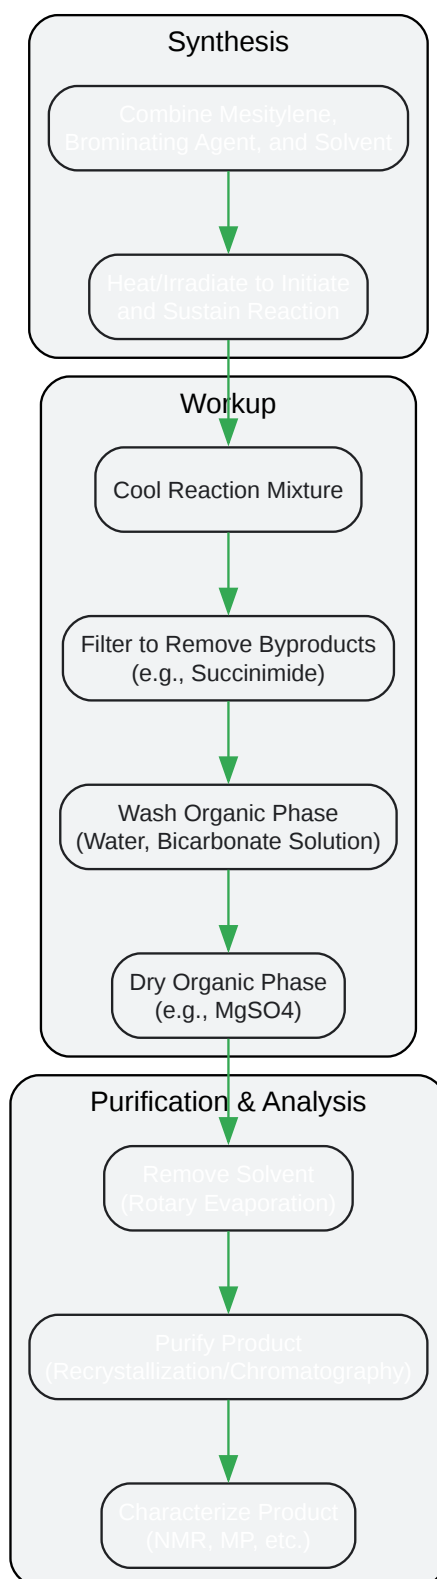 Synthesis
Combine Mesitylene,
Brominating Agent, and Solvent
Heat/Irradiate to Initiate
and Sustain Reaction
Workup
Cool Reaction Mixture
Filter to Remove Byproducts
(e.g., Succinimide)
Wash Organic Phase
(Water, Bicarbonate Solution)
Dry Organic Phase
(e.g., MgSO4)
Purification & Analysis
Remove Solvent
(Rotary Evaporation)
Purify Product
(Recrystallization/Chromatography)
Characterize Product
(NMR, MP, etc.)